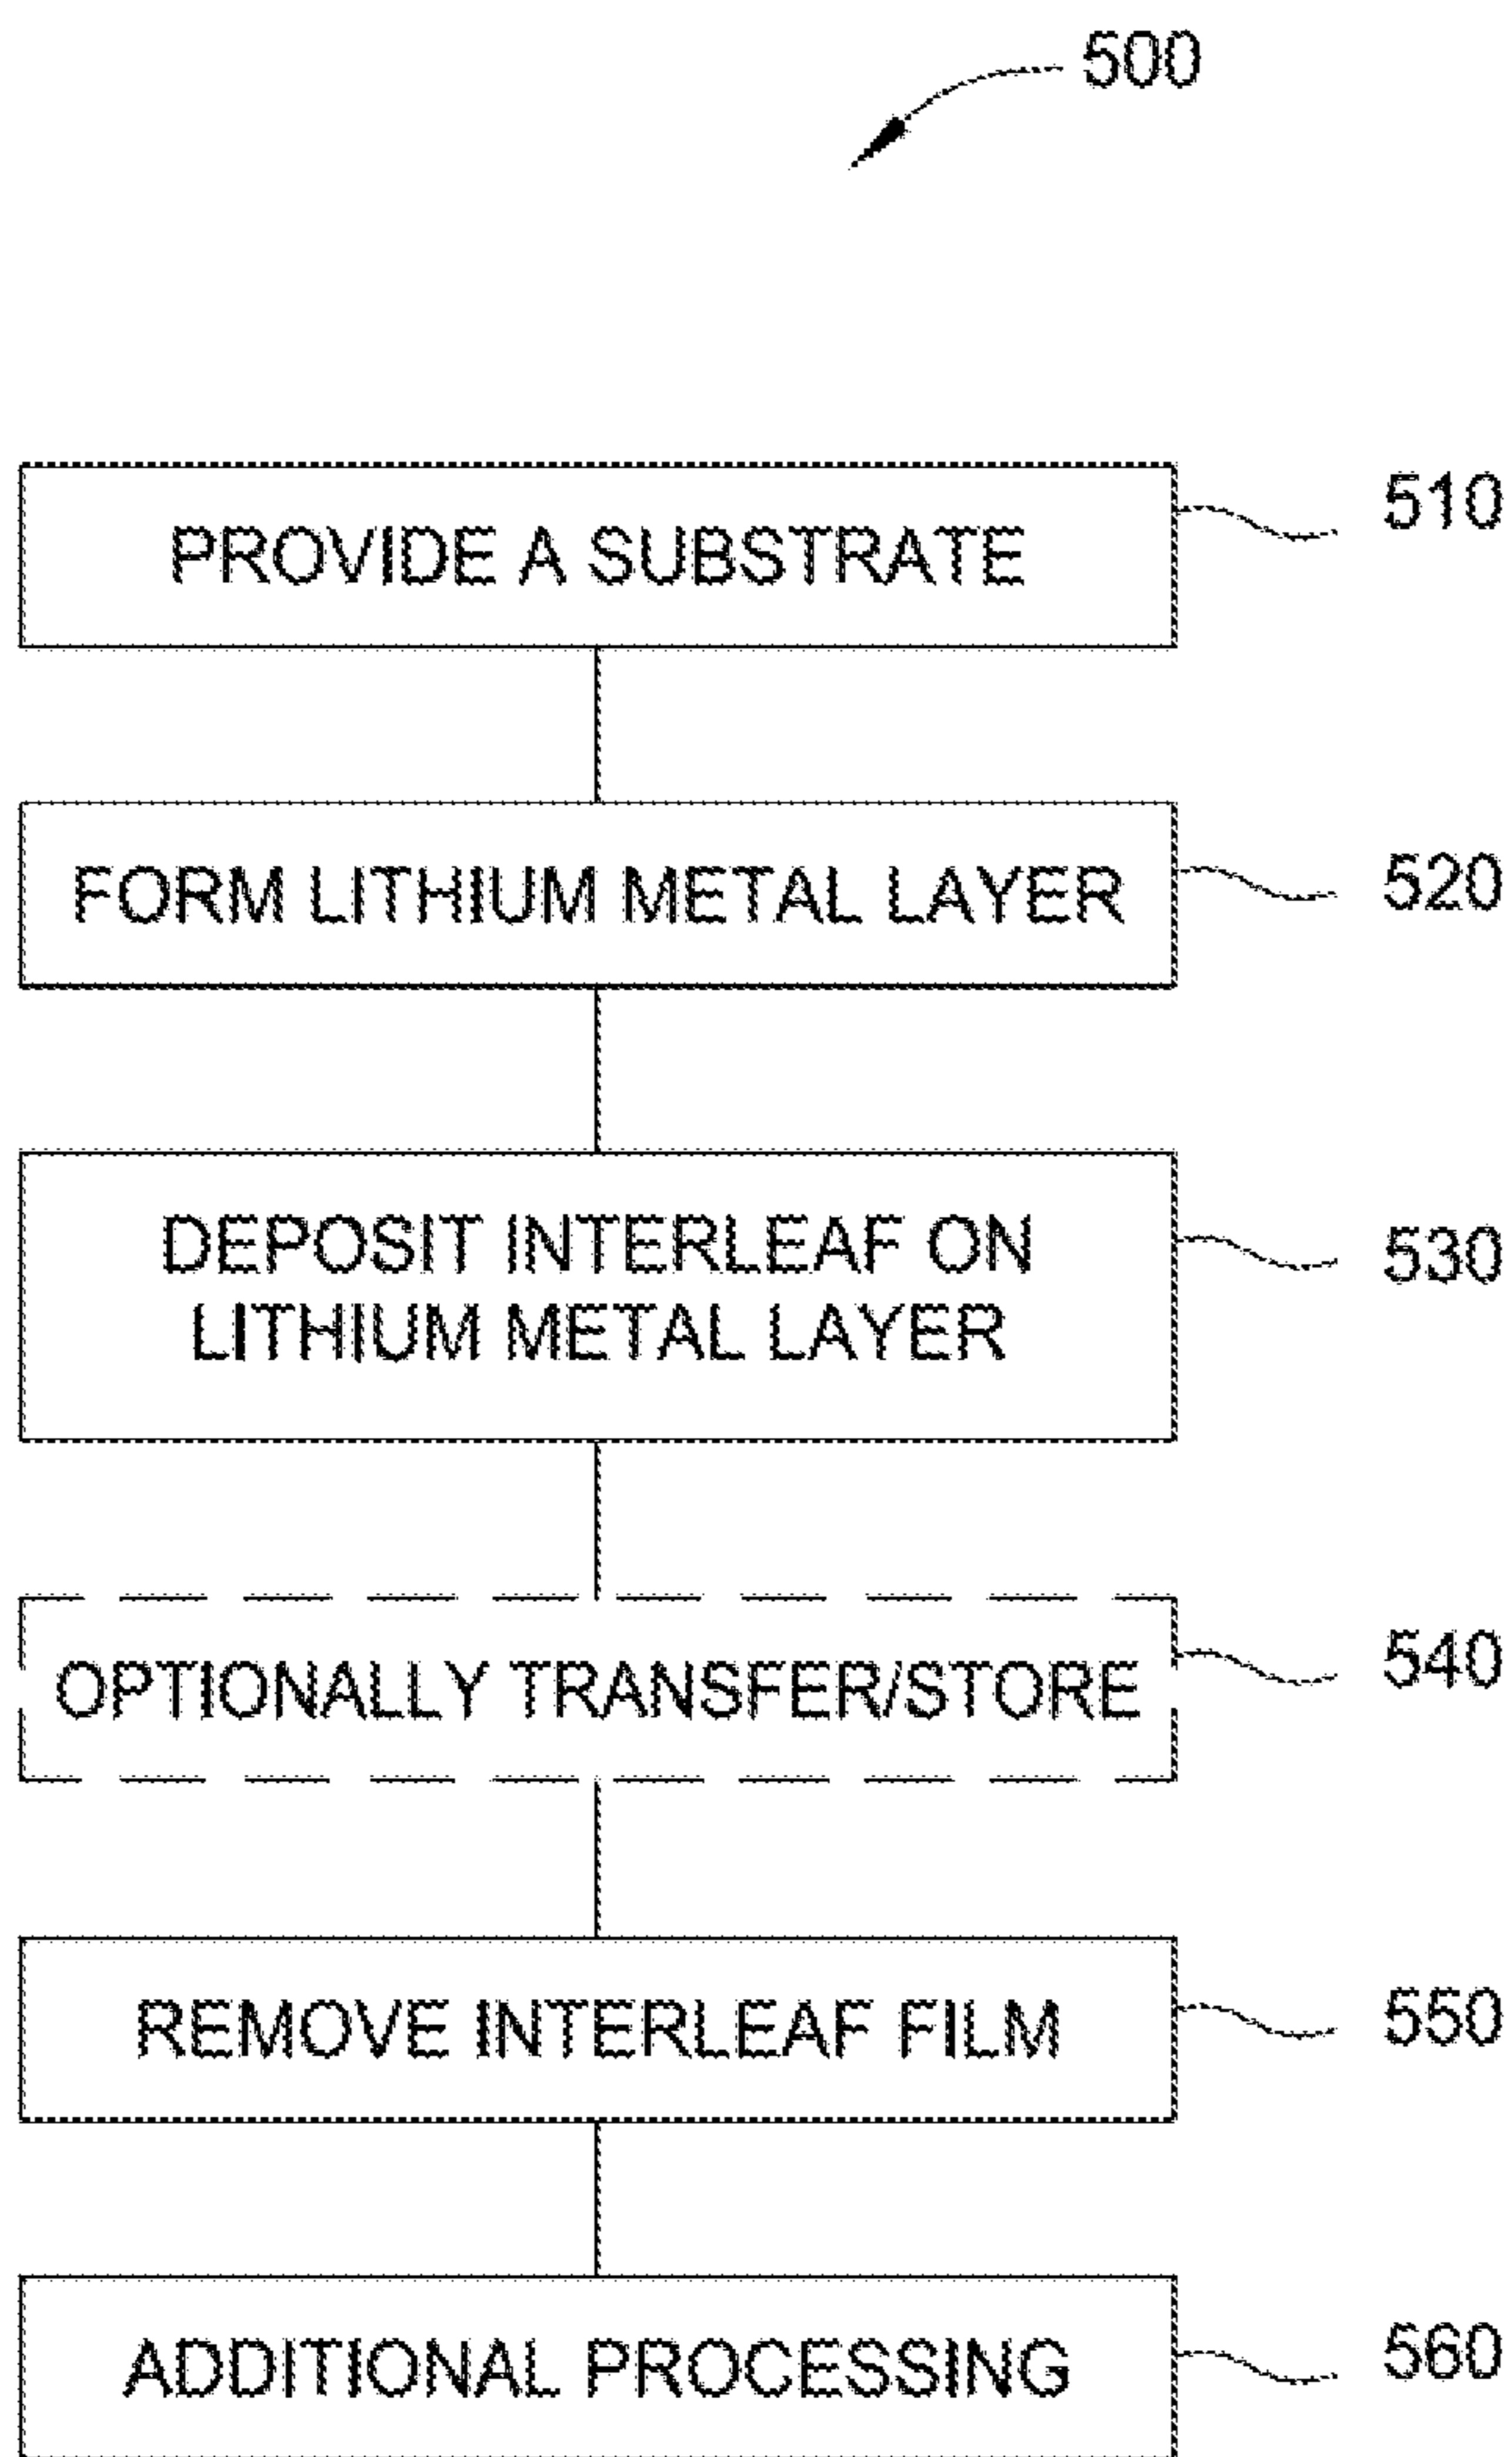 500
PROVIDE A SUBSTRATE
510
FORM LITHIUM METAL LAYER
520
DEPOSIT INTERLEAF ON
LITHIUM METAL LAYER
530
OPTIONALLY TRANSFER/STORE
540
REMOVE INTERLEAF FILM
550
ADDITIONAL PROCESSING
560